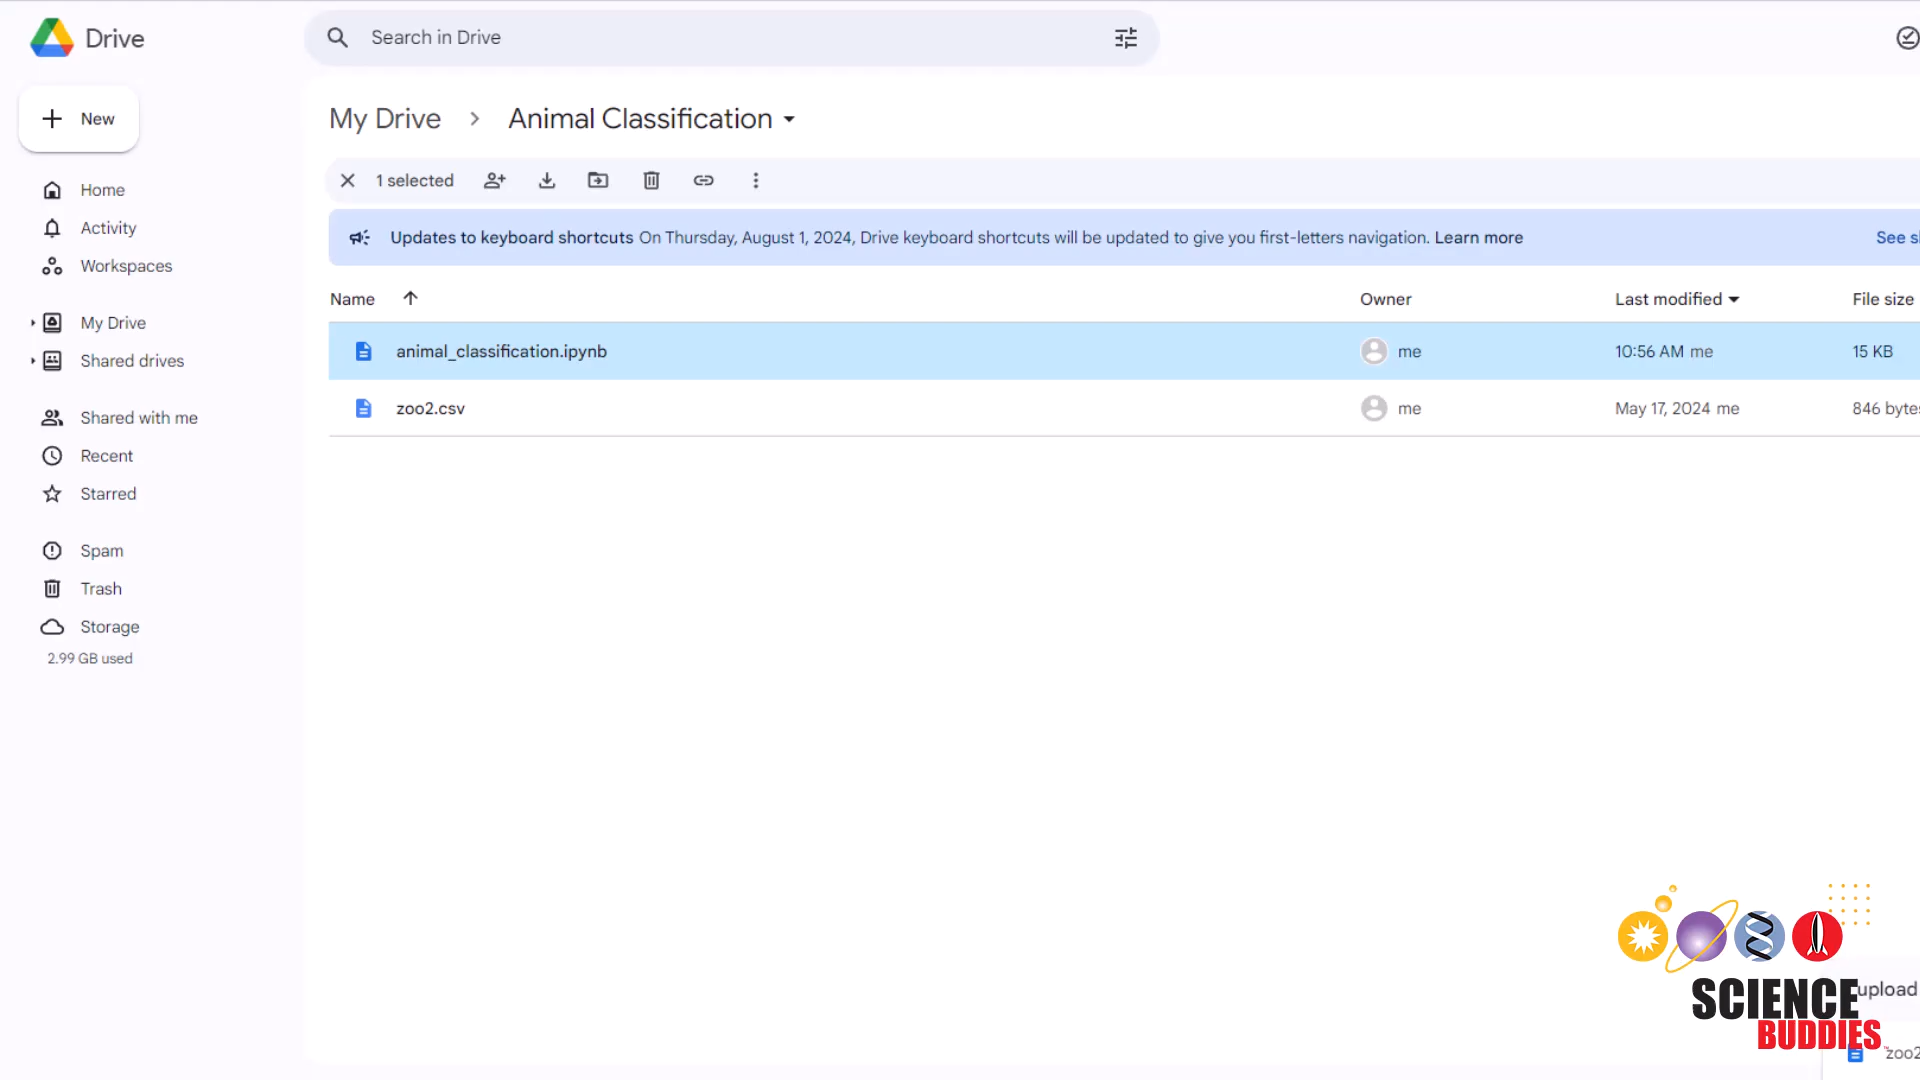 Drive
Search in Drive
New
My Drive
Animal Classification
1 selected
Home
Activity
Workspaces
Updates to keyboard shortcuts On Thursday, August 1, 2024, Drive keyboard shortcuts will be updated to give you first-letters navigation. Learn more
See s
Name
Owner
Last modified
File size
My Drive
Shared drives
animal_classification.ipynb
me
10:56 AM me
15 KB
zoo2.csv
me
May 17, 2024 me
846 bytes
Shared with me
Recent
Starred
Spam
Trash
Storage
2.99 GB used
upload
SCIENCE
BUDDIES
zoo2